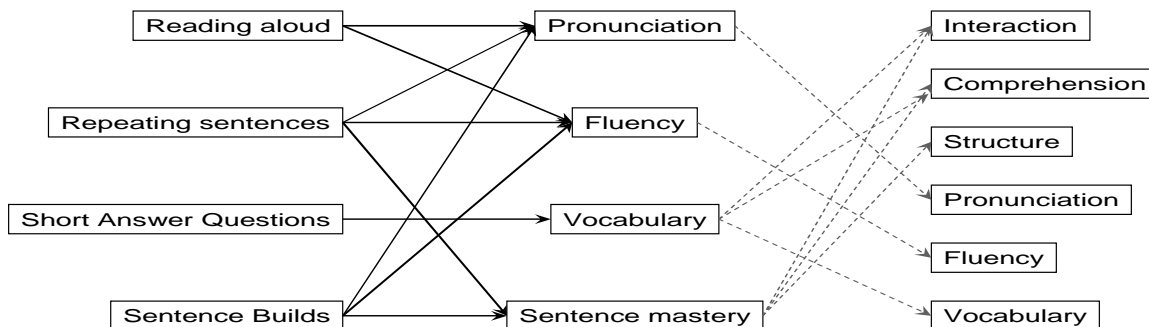 Reading aloud
Repeating sentences
Short Answer Questions
Sentence Builds
Pronunciation
Fluency
Vocabulary
Sentence mastery
Interaction
Comprehension
Structure
Pronunciation
Fluency
Vocabulary